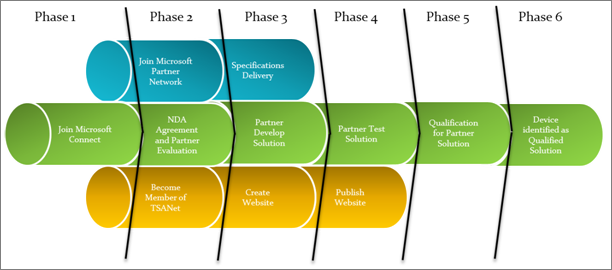 Phase 1
Phase 2
Phase 3
Phase 4
Phase 5
Phase 6
Join Microsoft
Partner
Network
Specifications
Delivery
Join Microsoft
Connect
NDA
Agreement
and Partner
Evaluation
Partner
Develop
Solution
Partner Test
Solution
Qualification
for Partner
Solution
Device
identified as
Qualified
Solution
Become
Member of
TSANet
Create
Website
Publish
Website